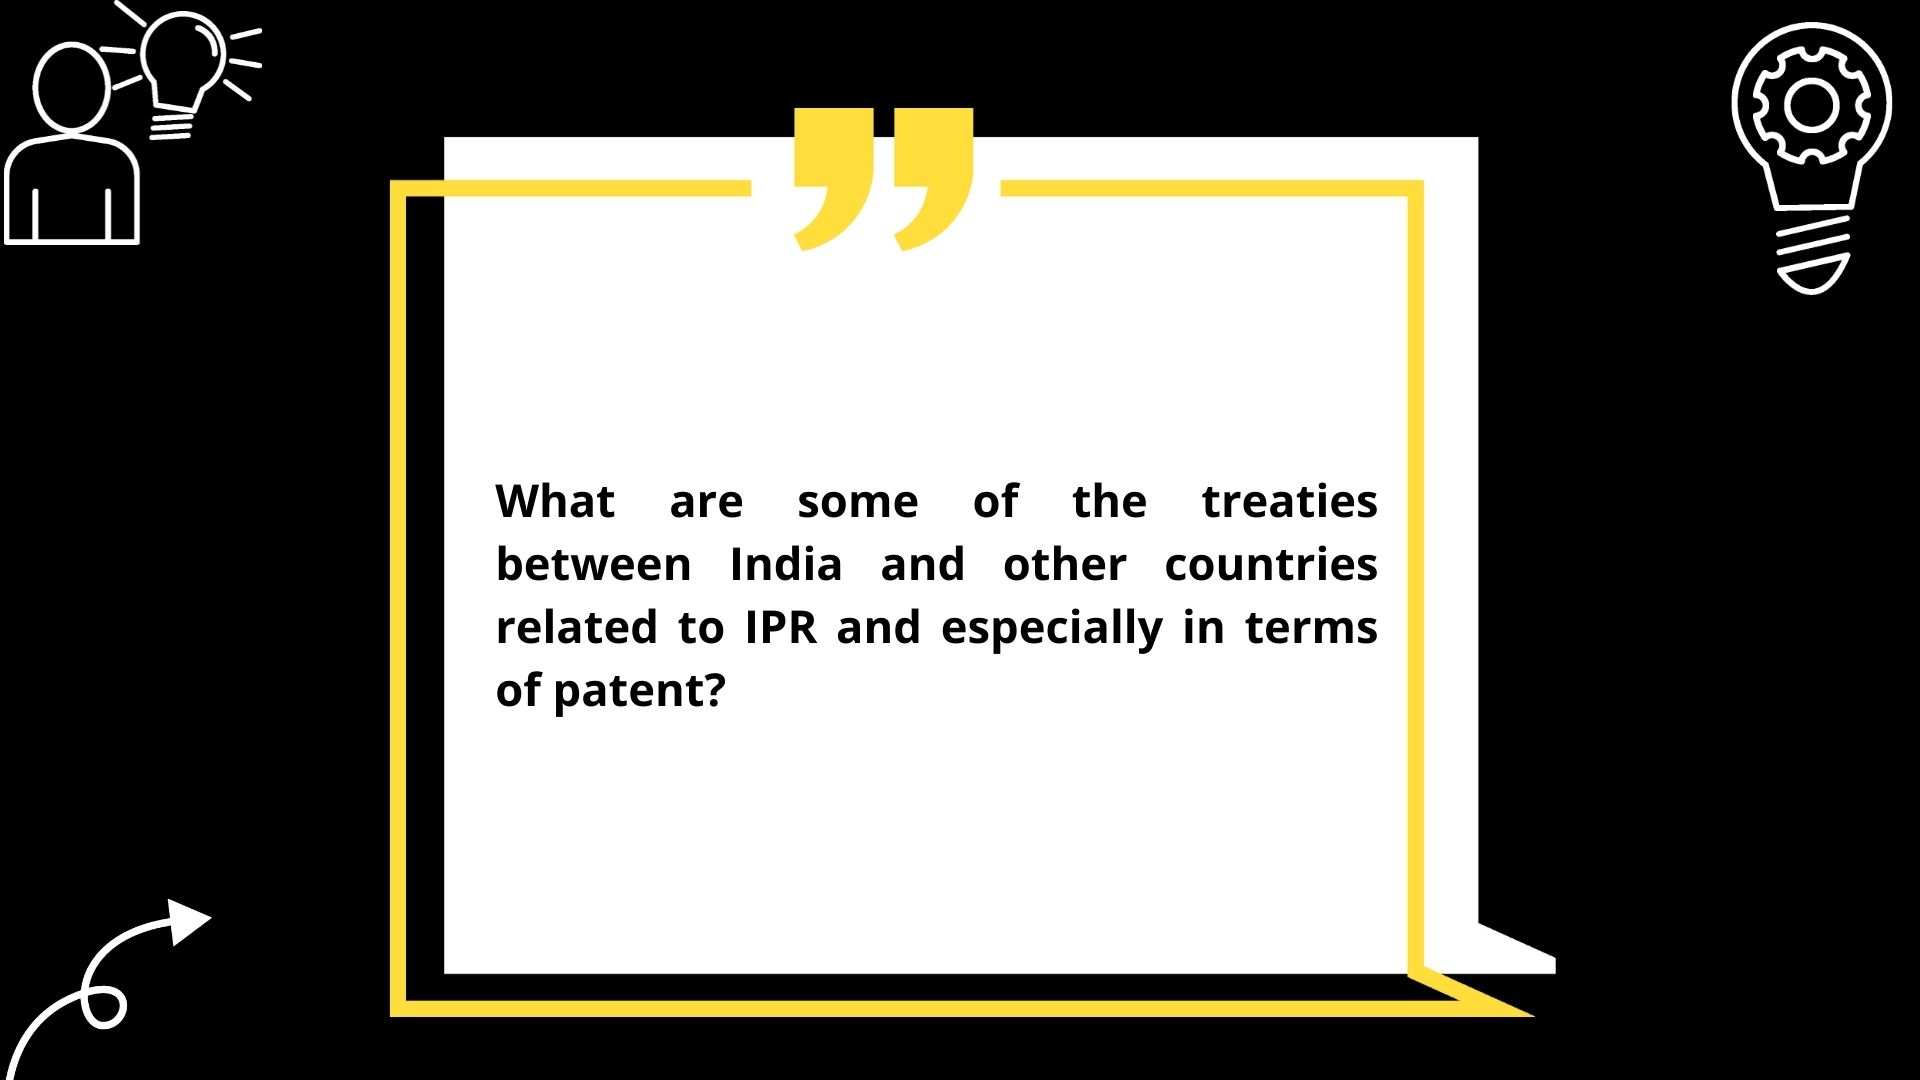 What are some of the treaties
between India and other countries
related to IPR and especially in terms
of patent?